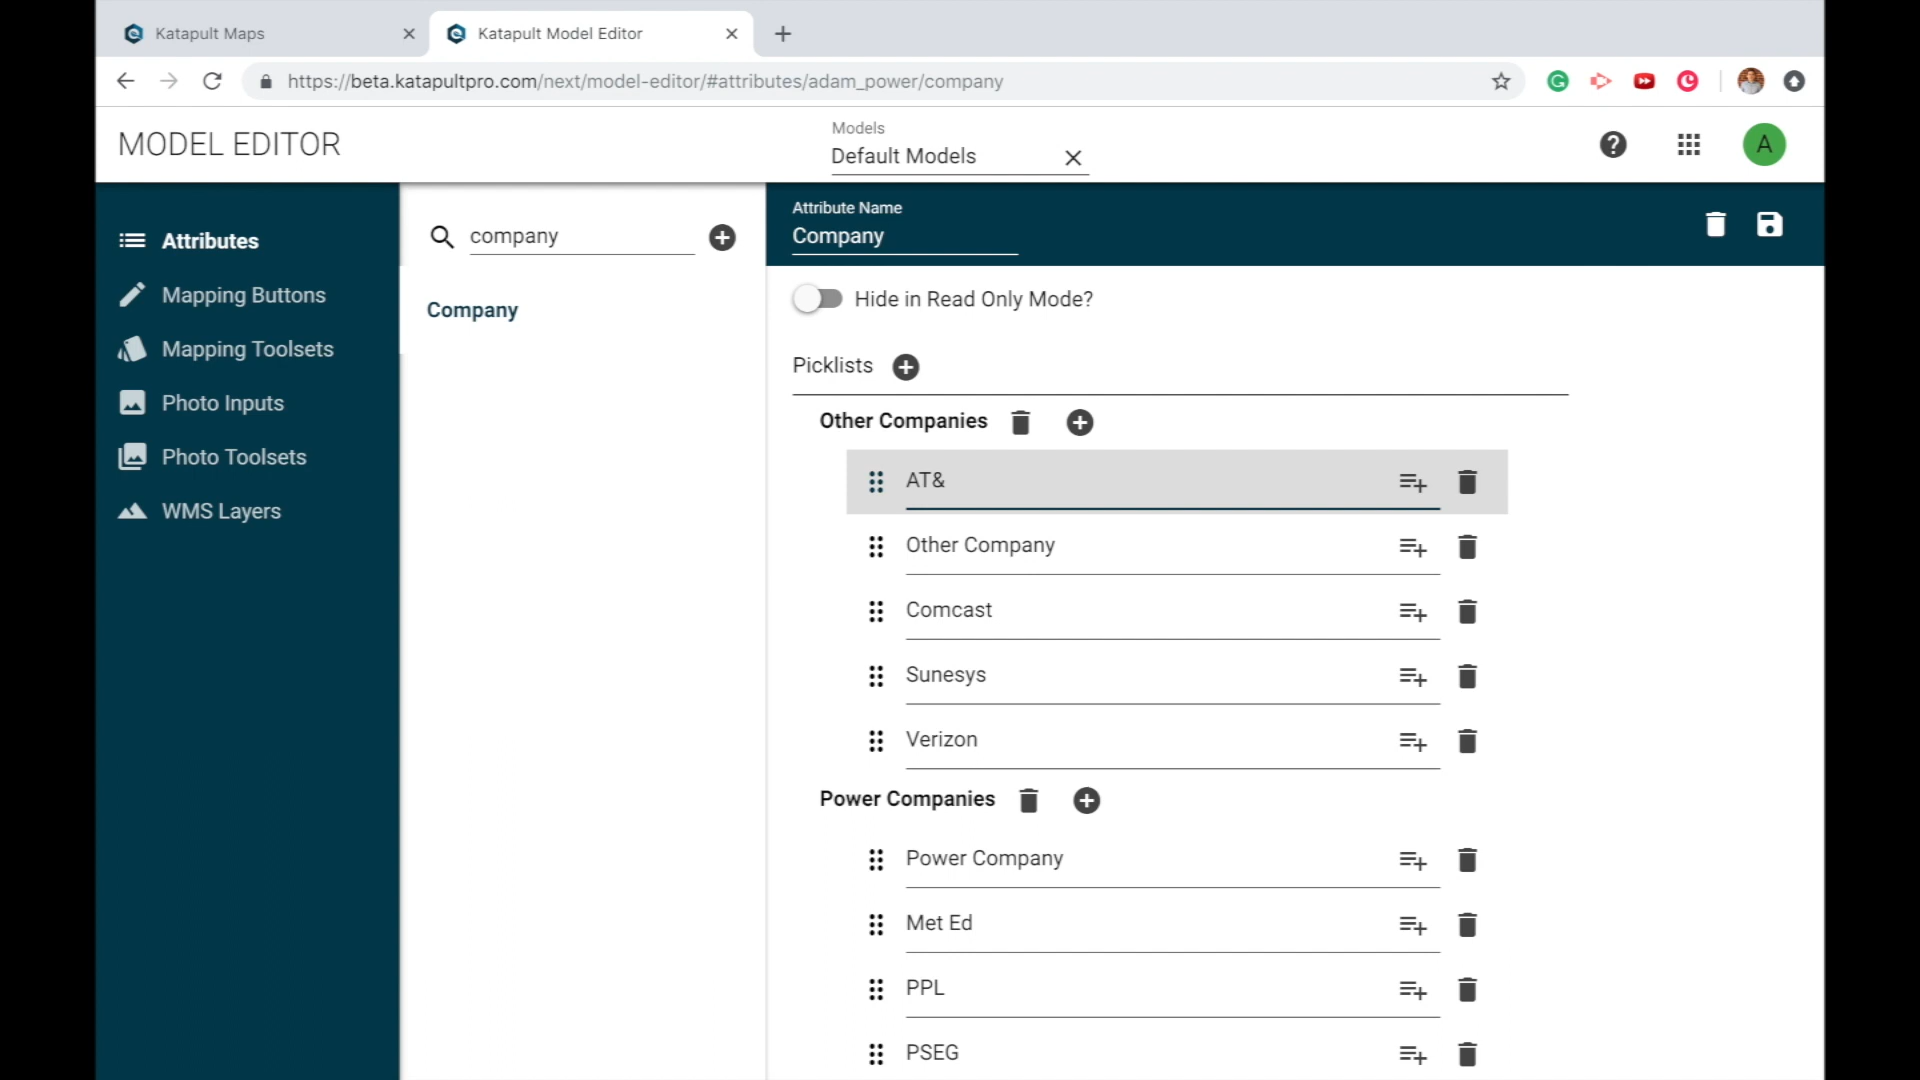 Katapult Maps
Katapult Model Editor
https://beta.katapultpro.com/next/model-editor/#attributes/adam_power/company
MODEL EDITOR
Models
Default Models
A
Attributes
Mapping Buttons
Mapping Toolsets
Photo Inputs
Photo Toolsets
WMS Layers
company
Company
Attribute Name
Company
Hide in Read Only Mode?
Picklists
Other Companies
AT&
Other Company
Comcast
Sunesys
Verizon
Power Companies
Power Company
Met Ed
PPL
PSEG